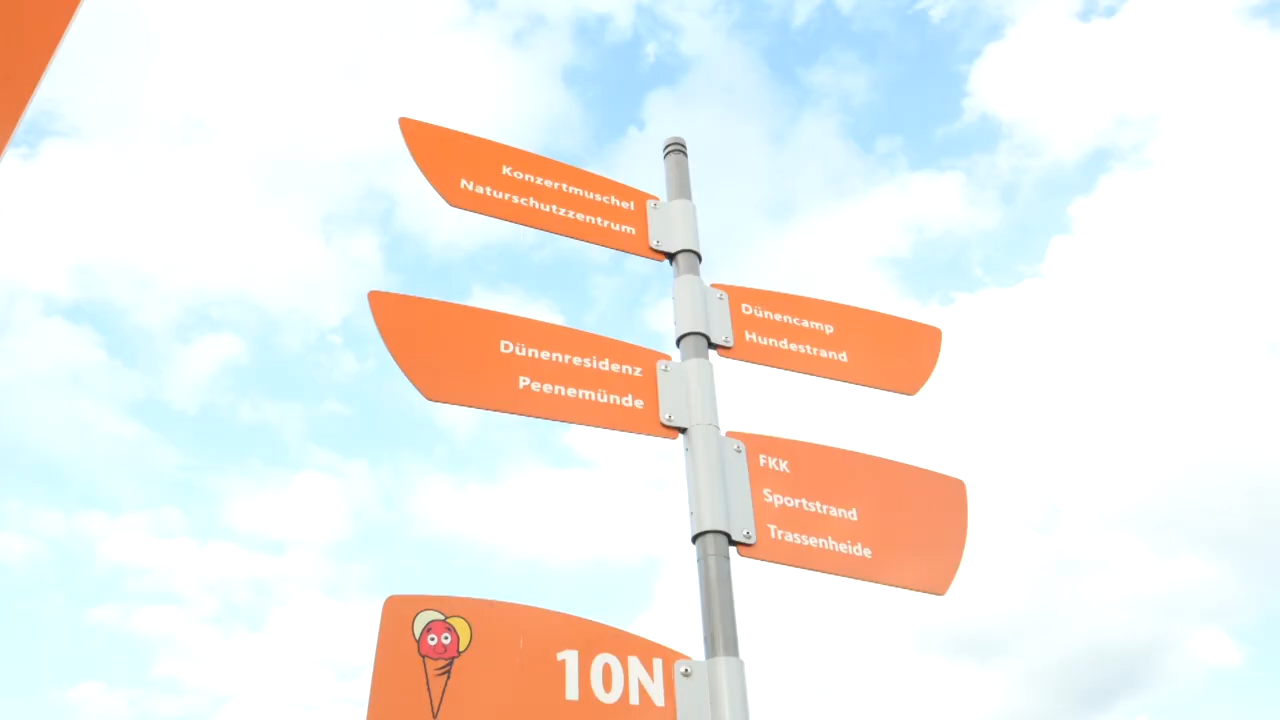 Konzertmuschel
Naturschutzzentrum
Dünencamp
Hundestrand
Dünenresidenz
Peenemünde
FKK
Sportstrand
Trassenheide
10N